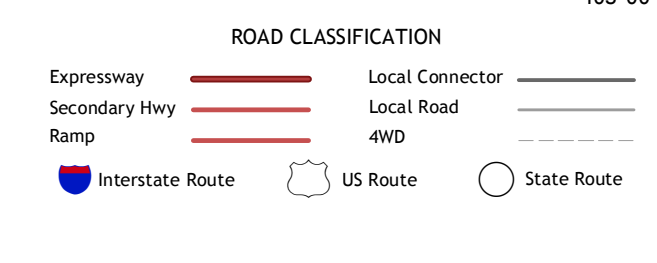 ROAD CLASSIFICATION
Expressway
Secondary Hwy
Ramp
Local Connector
Local Road
4WD
Interstate Route
US Route
State Route